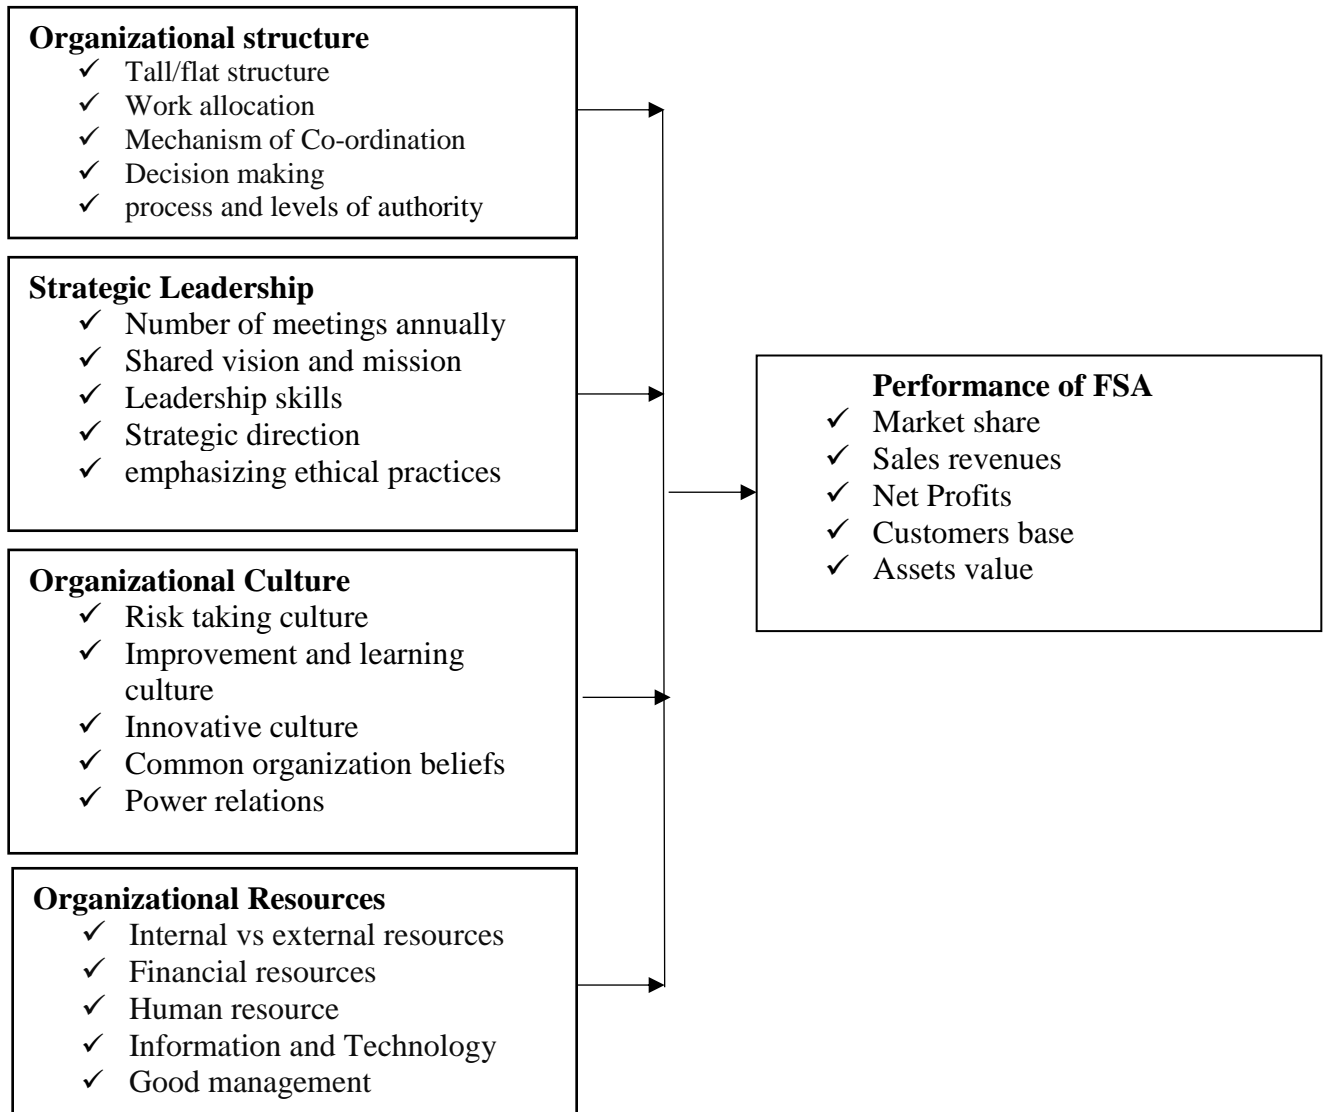 Organizational structure
✓ Tall/flat structure
✓ Work allocation
✓ Mechanism of Co-ordination
✓ Decision making
✓ process and levels of authority
Strategic Leadership
✓ Number of meetings annually
✓ Shared vision and mission
✓ Leadership skills
✓ Strategic direction
✓ emphasizing ethical practices
Organizational Culture
✓ Risk taking culture
✓ Improvement and learning
culture
✓ Innovative culture
✓ Common organization beliefs
✓ Power relations
Organizational Resources
✓ Internal vs external resources
✓ Financial resources
✓ Human resource
✓ Information and Technology
✓ Good management
Performance of FSA
✓ Market share
✓ Sales revenues
✓ Net Profits
✓ Customers base
✓ Assets value